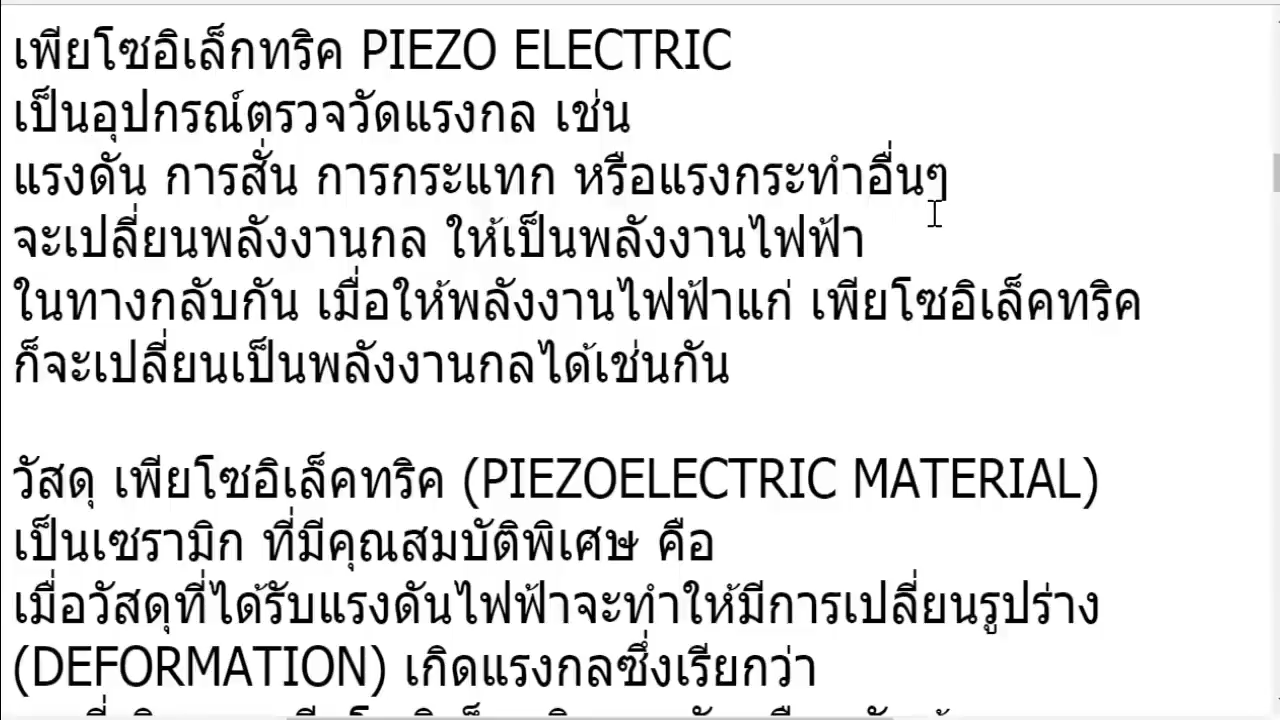 เพียโซอิเล็กทริค PIEZO ELECTRIC
เป็นอุปกรณ์ตรวจวัดแรงกล เช่น
แรงดัน การสั่น การกระแทก หรือแรงกระทำอื่นๆ
จะเปลี่ยนพลังงานกล ให้เป็นพลังงานไฟฟ้า
ในทางกลับกัน เมื่อให้พลังงานไฟฟ้าแก่ เพียโซอิเล็คทริค
ก็จะเปลี่ยนเป็นพลังงานกลได้เช่นกัน
วัสดุ เพียโซอิเล็คทริค (PIEZOELECTRIC MATERIAL)
เป็นเซรามิก ที่มีคุณสมบัติพิเศษ คือ
เมื่อวัสดุที่ได้รับแรงดันไฟฟ้าจะทำให้มีการเปลี่ยนรูปร่าง
(DEFORMATION) เกิดแรงกลซึ่งเรียกว่า